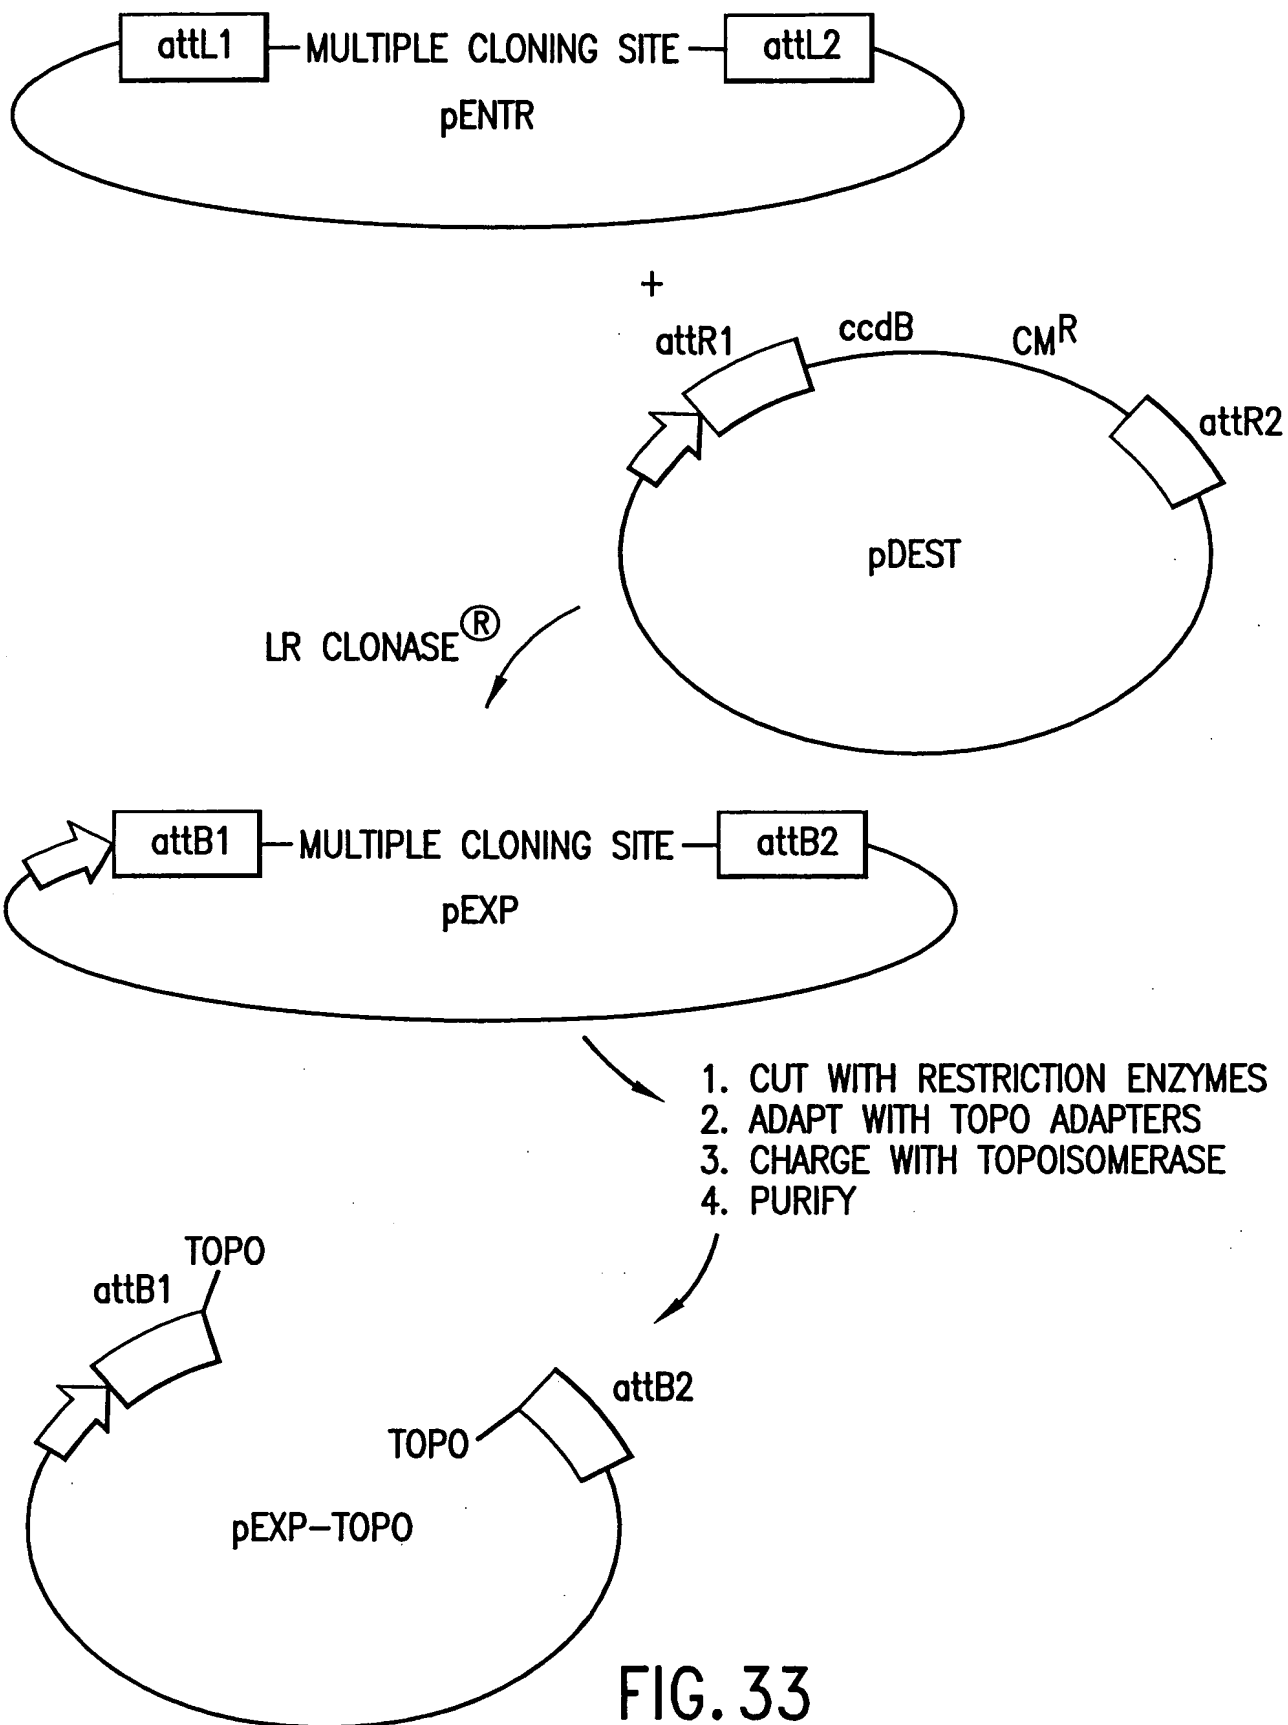 attL1 MULTIPLE CLONING SITE attL2
pENTR
+
attR1 ccdB CMR
attR2
pDEST
LR CLONASE®
attB1 MULTIPLE CLONING SITE attB2
pEXP
1. CUT WITH RESTRICTION ENZYMES
2. ADAPT WITH TOPO ADAPTERS
3. CHARGE WITH TOPOISOMERASE
4. PURIFY
TOPO
attB1
attB2
TOPO
pEXP-TOPO
FIG. 33